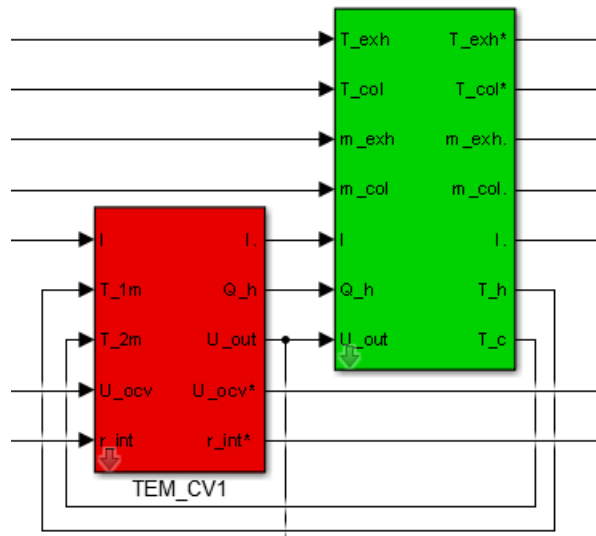 T_exh T_exh*
T_col T_col*
m_exh m_exh.
m_col m_col.
I I. I I.
T_1m Q_h Q_h T_h
T_2m U_out U_out T_c
U_ocv U_ocv*
r_int r_int*
TEM_CV1